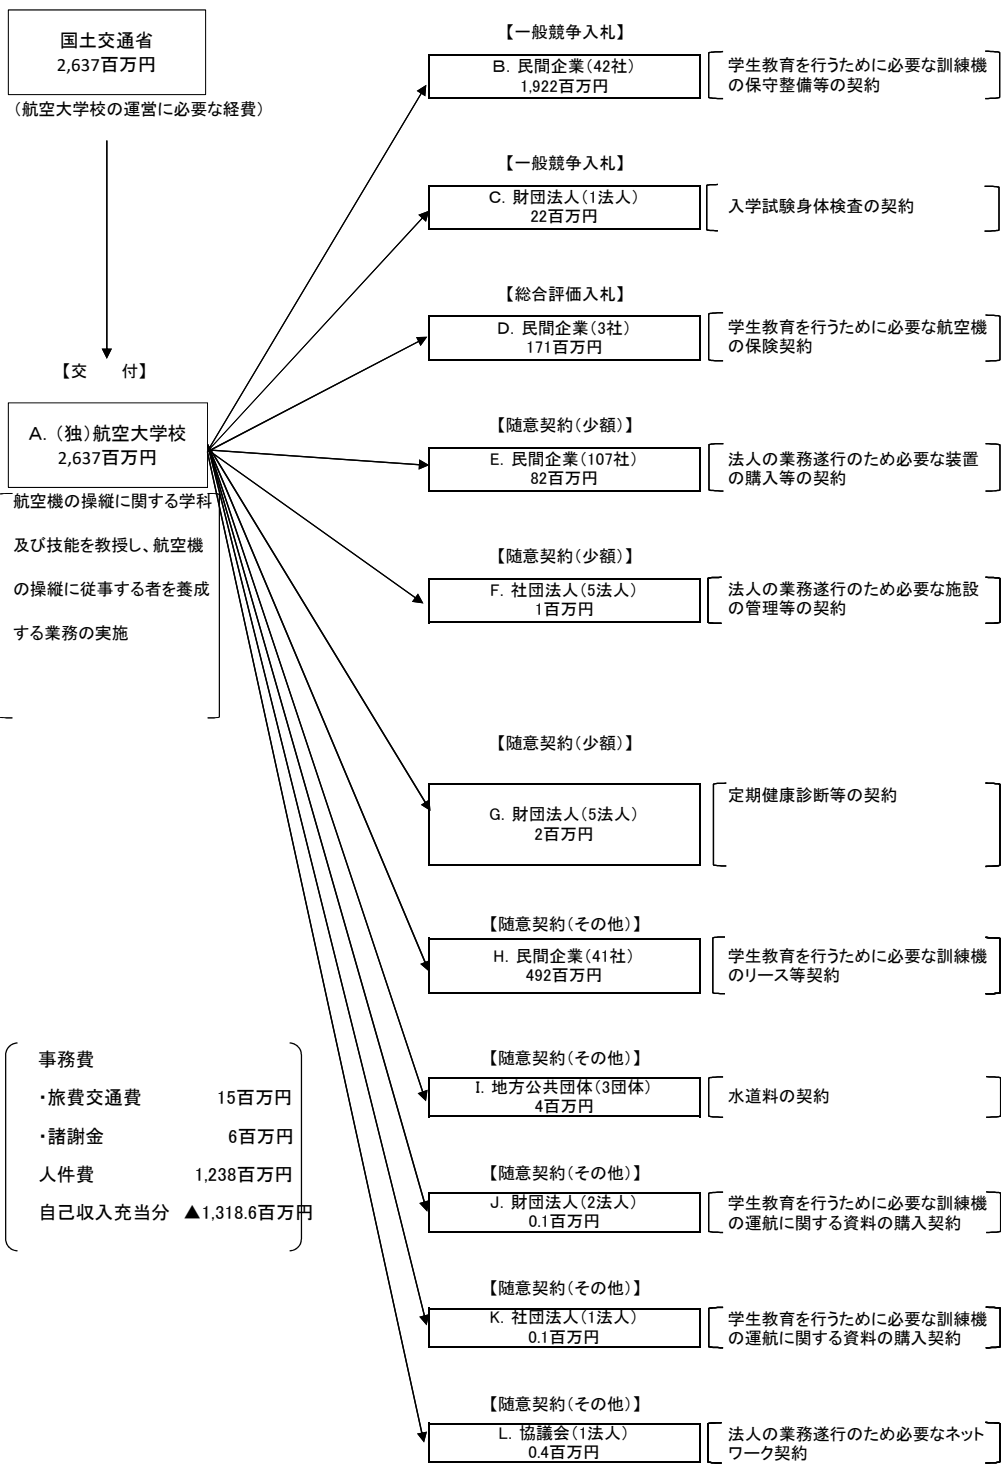 国土交通省
2,637百万円
（航空大学校の運営に必要な経費）
【交　　付】
A．（独）航空大学校
2,637百万円
航空機の操縦に関する学科
及び技能を教授し、航空機
の操縦に従事する者を養成
する業務の実施
事務費
・旅費交通費　15百万円
・諸謝金　6百万円
人件費　1,238百万円
自己収入充当分　▲1,318.6百万円
【一般競争入札】
B．民間企業（42社）
1,922百万円
学生教育を行うために必要な訓練機
の保守整備等の契約
【一般競争入札】
C．財団法人（1法人）
22百万円
入学試験身体検査の契約
【総合評価入札】
D．民間企業（3社）
171百万円
学生教育を行うために必要な航空機
の保険契約
【随意契約（少額）】
E．民間企業（107社）
82百万円
法人の業務遂行のため必要な装置
の購入等の契約
【随意契約（少額）】
F．社団法人（5法人）
1百万円
法人の業務遂行のため必要な施設
の管理等の契約
【随意契約（少額）】
G．財団法人（5法人）
2百万円
定期健康診断等の契約
【随意契約（その他）】
H．民間企業（41社）
492百万円
学生教育を行うために必要な訓練機
のリース等契約
【随意契約（その他）】
I．地方公共団体（3団体）
4百万円
水道料の契約
【随意契約（その他）】
J．財団法人（2法人）
0.1百万円
学生教育を行うために必要な訓練機
の運航に関する資料の購入契約
【随意契約（その他）】
K．社団法人（1法人）
0.1百万円
学生教育を行うために必要な訓練機
の運航に関する資料の購入契約
【随意契約（その他）】
L．協議会（1法人）
0.4百万円
法人の業務遂行のため必要なネット
ワーク契約